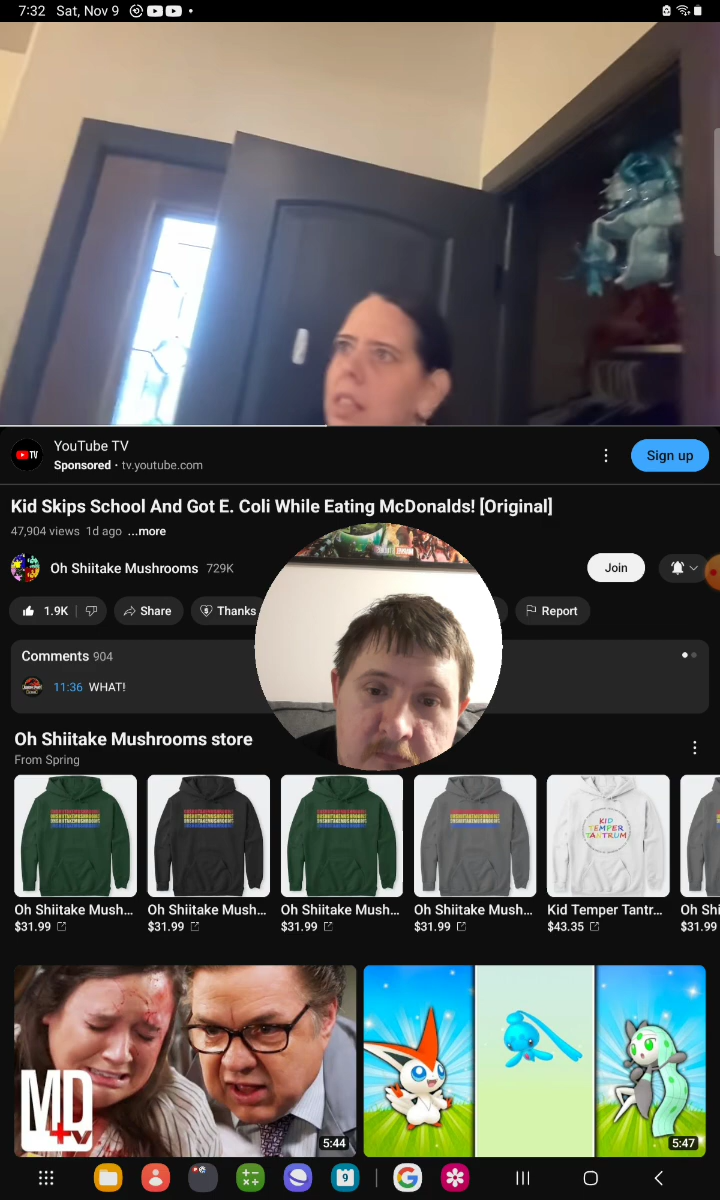 7:32 Sat, Nov 9
YouTube TV
Sponsored · tv.youtube.com
Sign up
Kid Skips School And Got E. Coli While Eating McDonalds! [Original]
47,904 views 1d ago ...more
Oh Shiitake Mushrooms 729K
Join
1.9K
Share
Thanks
Report
Comments 904
11:36 WHAT!
Oh Shiitake Mushrooms store
From Spring
KID
TEMPER
TANTRUM
Oh Shiitake Mush...
$31.99
Oh Shiitake Mush...
$31.99
Oh Shiitake Mush...
$31.99
Oh Shiitake Mush...
$31.99
Kid Temper Tantr...
$43.35
Oh Shi
$31.99
MD
TV
5:44
5:47
9